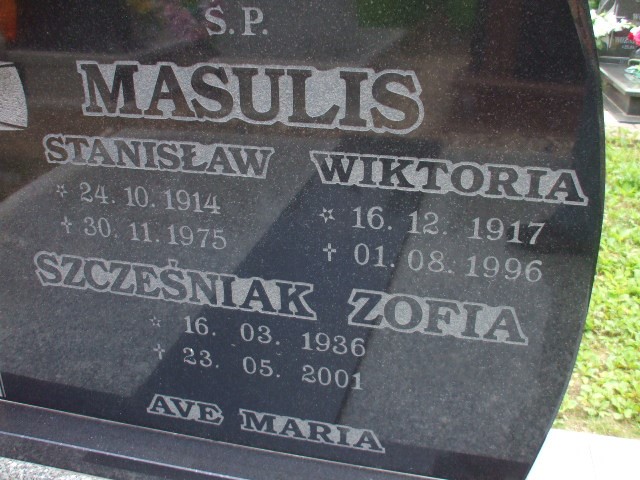 Ś.P.
MASULIS
STANISŁAW WIKTORIA
☆ 24. 10. 1914 ☆ 16. 12. 1917
† 30. 11. 1975 † 01. 08. 1996
SZCZEŚNIAK ZOFIA
☆ 16. 03. 1936
† 23. 05. 2001
AVE MARIA